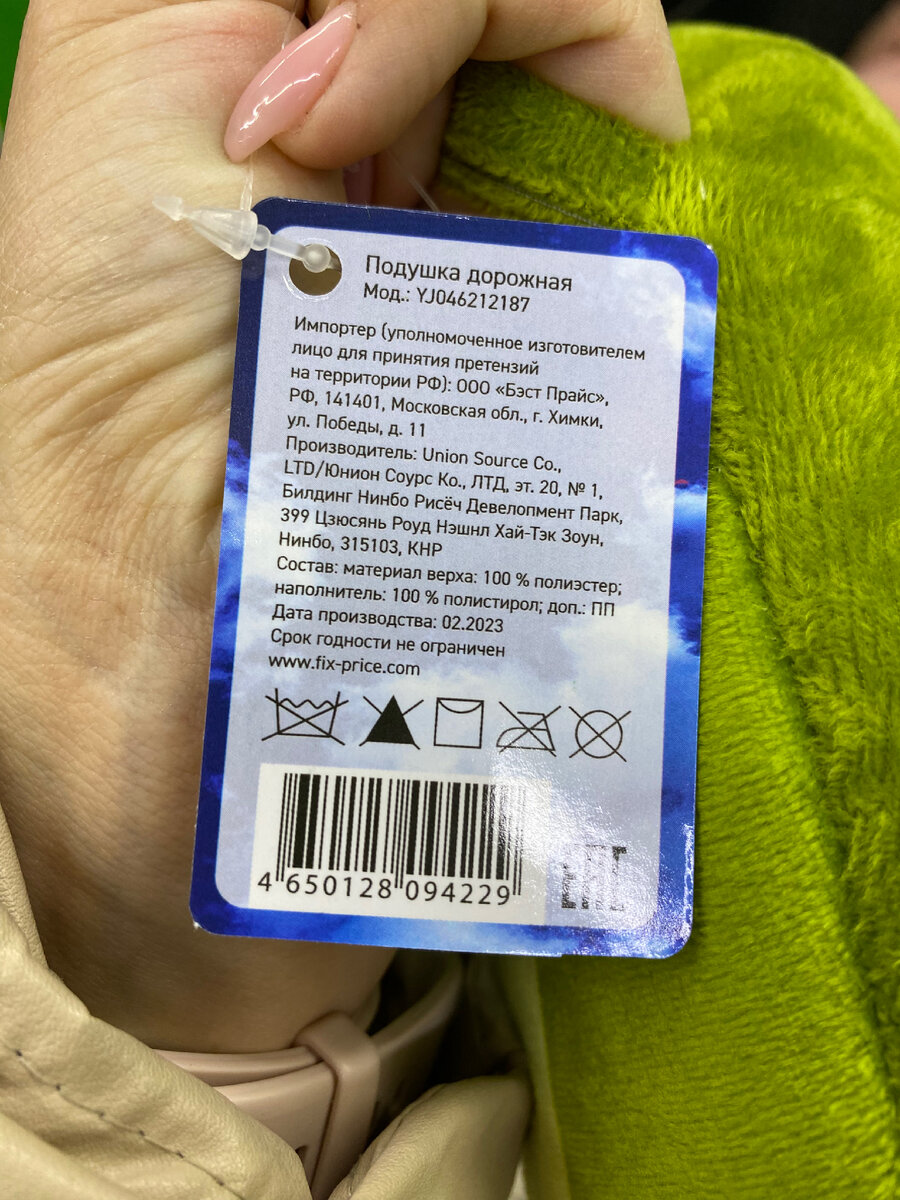 Подушка дорожная
Мод.: YJ046212187
Импортер (уполномоченное изготовителем
лицо для принятия претензий
на территории РФ): ООО «Бэст Прайс»,
РФ, 141401, Московская обл., г. Химки,
ул. Победы, д. 11
Производитель: Union Source Co.,
LTD/Юнион Соурс Ко., ЛТД, эт. 20, № 1,
Билдинг Нинбо Рисёч Девелопмент Парк,
399 Цзюсянь Роуд Нэшнл Хай-Тэк Зоун,
Нинбо, 315103, КНР
Состав: материал верха: 100 % полиэстер;
наполнитель: 100 % полистирол; доп.: ПП
Дата производства: 02.2023
Срок годности не ограничен
www.fix-price.com
4 650128 094229
EAC